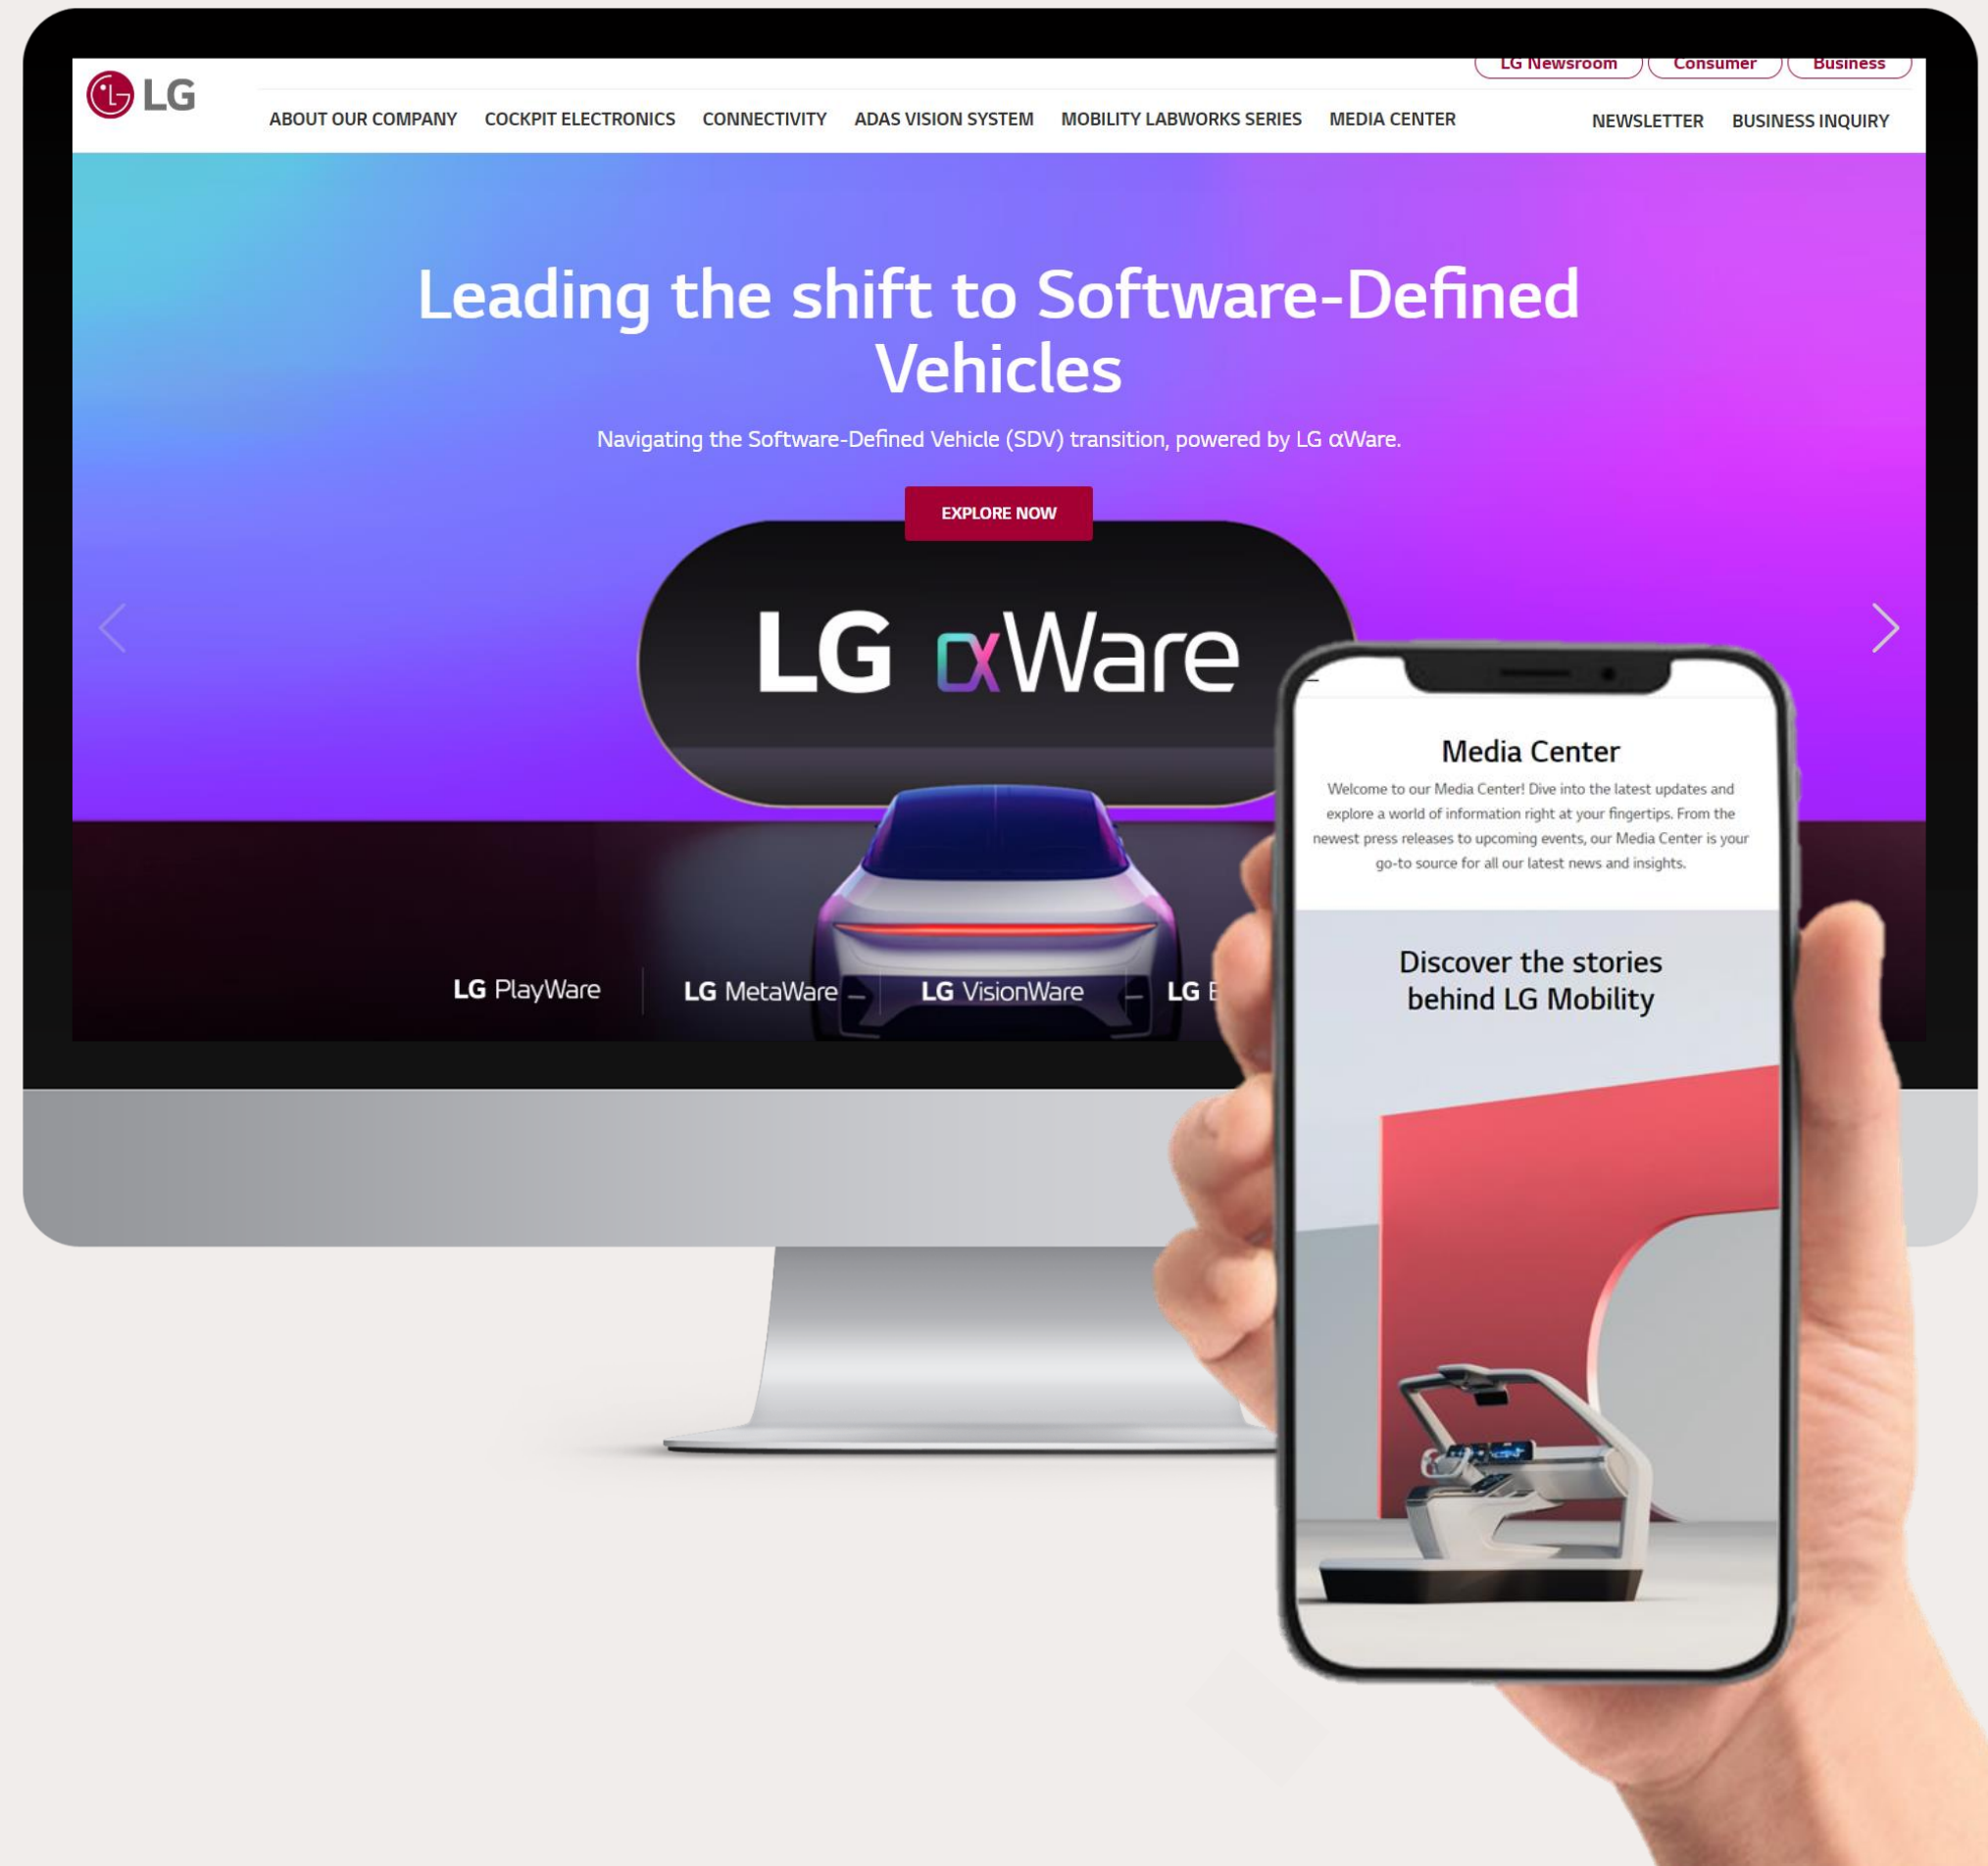 LG
LG Newsroom
Consumer
Business
ABOUT OUR COMPANY
COCKPIT ELECTRONICS
CONNECTIVITY
ADAS VISION SYSTEM
MOBILITY LABWORKS SERIES
MEDIA CENTER
NEWSLETTER
BUSINESS INQUIRY
Leading the shift to Software-Defined
Vehicles
Navigating the Software-Defined Vehicle (SDV) transition, powered by LG αWare.
EXPLORE NOW
LG αWare
LG PlayWare
LG MetaWare
LG VisionWare
LG
Media Center
Welcome to our Media Center! Dive into the latest updates and
explore a world of information right at your fingertips. From the
newest press releases to upcoming events, our Media Center is your
go-to source for all our latest news and insights.
Discover the stories
behind LG Mobility